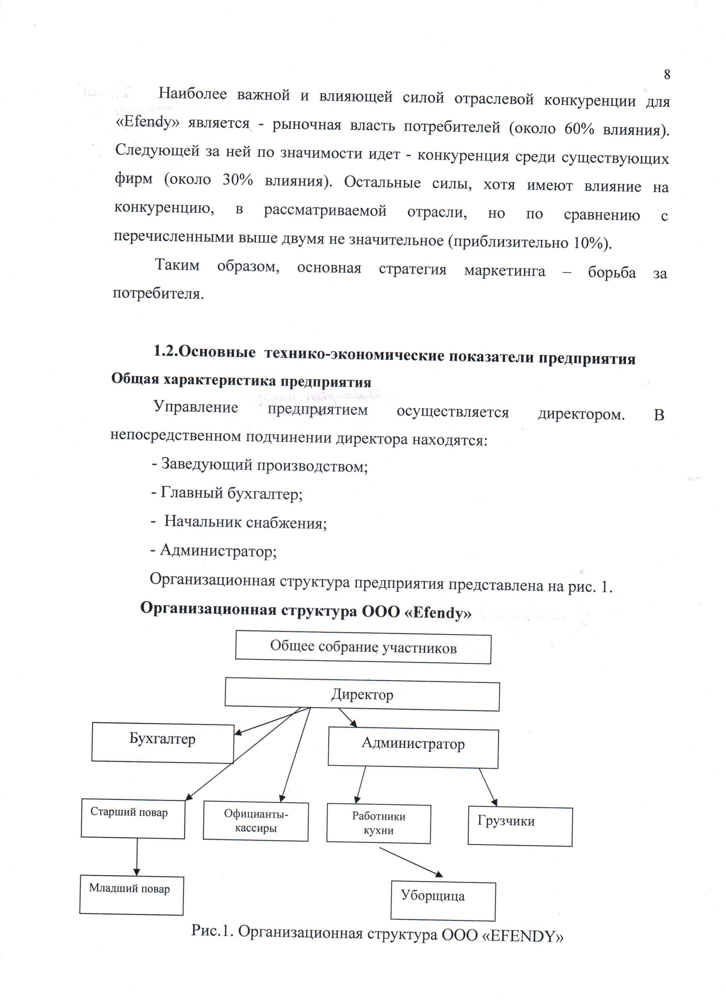 8
Наиболее важной и влияющей силой отраслевой конкуренции для
«Efendy» является - рыночная власть потребителей (около 60% влияния).
Следующей за ней по значимости идет - конкуренция среди существующих
фирм (около 30% влияния). Остальные силы, хотя имеют влияние на
конкуренцию, в рассматриваемой отрасли, но по сравнению с
перечисленными выше двумя не значительное (приблизительно 10%).
Таким образом, основная стратегия маркетинга – борьба за
потребителя.
1.2.Основные технико-экономические показатели предприятия
Общая характеристика предприятия
Управление предприятием осуществляется директором. В
непосредственном подчинении директора находятся:
- Заведующий производством;
- Главный бухгалтер;
- Начальник снабжения;
- Администратор;
Организационная структура предприятия представлена на рис. 1.
Организационная структура ООО «Efendy»
Общее собрание участников
Директор
Бухгалтер
Администратор
Старший повар
Официанты-
кассиры
Работники
кухни
Грузчики
Младший повар
Уборщица
Рис.1. Организационная структура ООО «EFENDY»